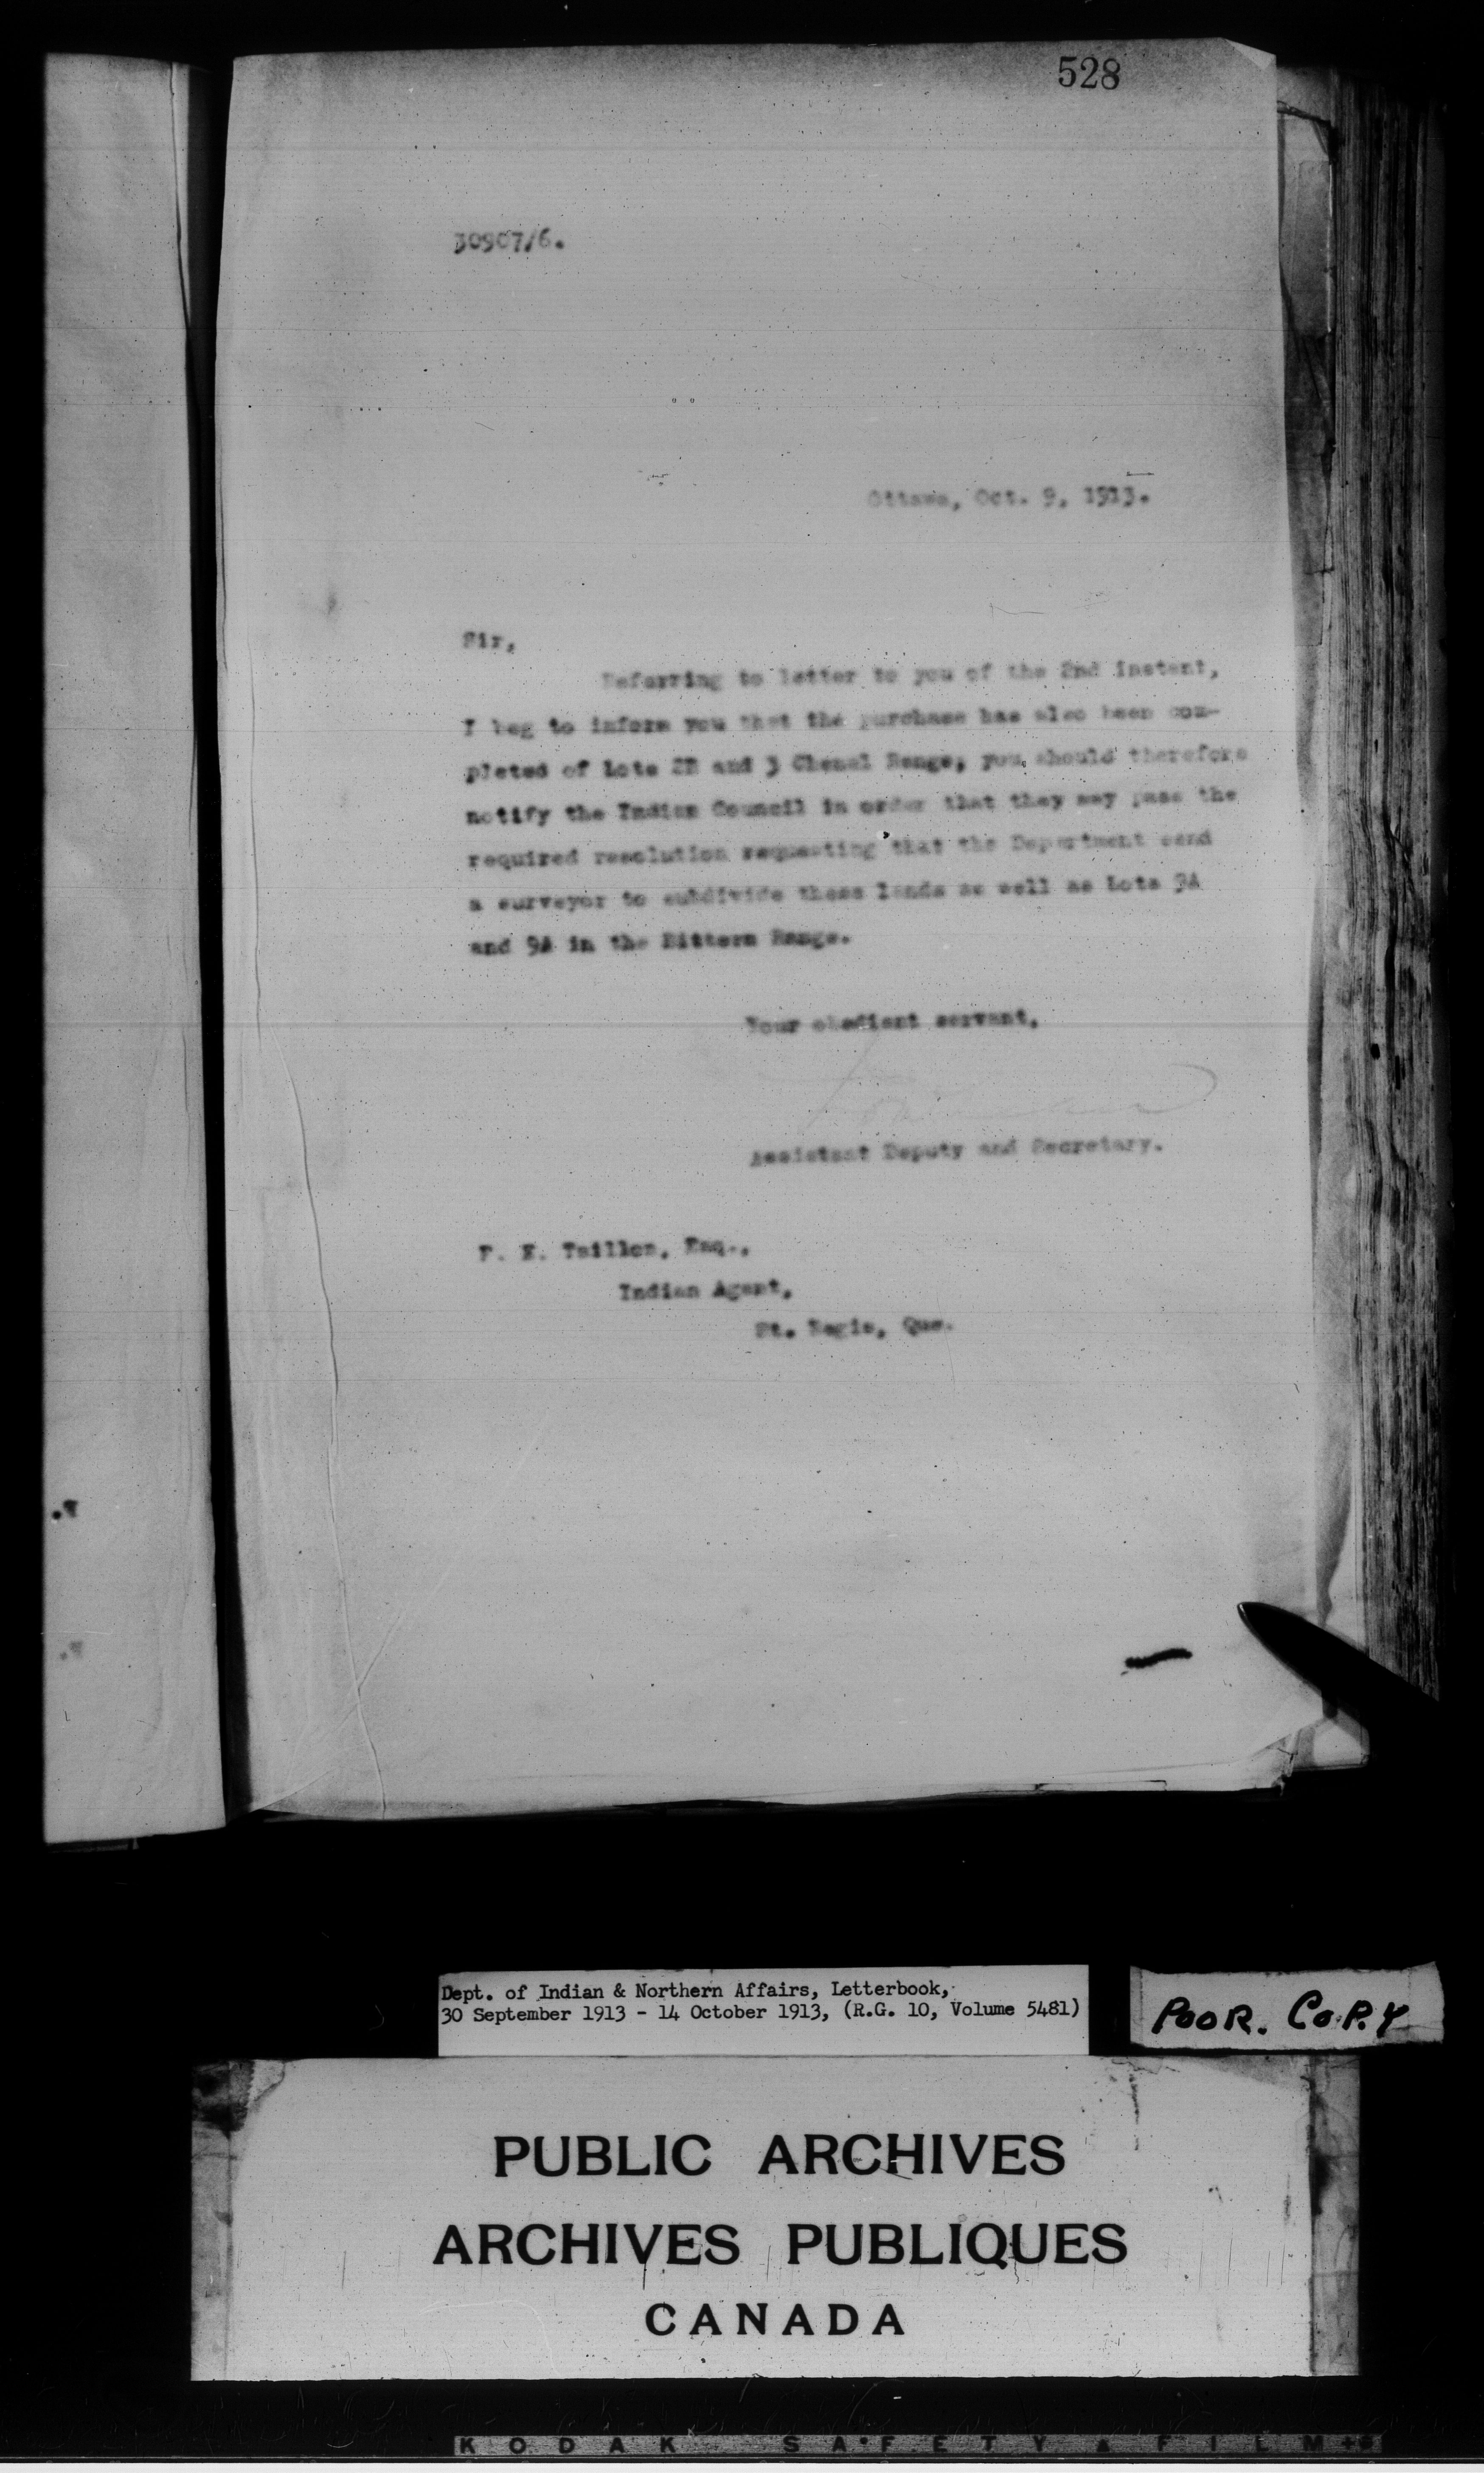 528
30907/6.
Ottawa, Oct. 9, 1913.
Sir,
Referring to letter to you of the 2nd instant,
I beg to inform you that the purchase has also been com-
pleted of Lots 2B and 3 Chenal Range, you should therefore
notify the Indian Council in order that they may pass the
required resolution requesting that the Department send
a surveyor to subdivide these lands as well as Lots
and 9A in the Bittern Range.
Your obedient servant,
Assistant Deputy and Secretary.
F. E. Taillon, Esq.,
Indian Agent,
St. Regis, Que.
Dept. of Indian & Northern Affairs, Letterbook,
30 September 1913 - 14 October 1913, (R.G. 10, Volume 5481)
POOR. COPY
PUBLIC ARCHIVES
ARCHIVES PUBLIQUES
CANADA
KODAK SAFETY FILM